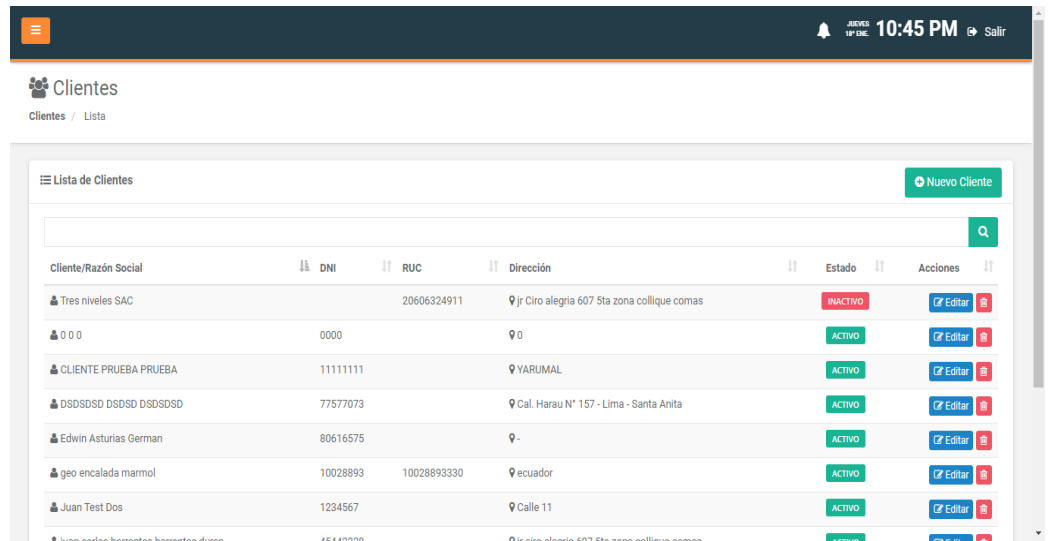 JUEVES
18° ENE. 10:45 PM Salir
Clientes
Clientes / Lista
Lista de Clientes Nuevo Cliente
Cliente/Razón Social DNI RUC Dirección Estado Acciones
Tres niveles SAC 20606324911 jr Ciro alegria 607 5ta zona collique comas INACTIVO Editar
0 0 0 0000 0 ACTIVO Editar
CLIENTE PRUEBA PRUEBA 11111111 YARUMAL ACTIVO Editar
DSDSDSD DSDSD DSDSDSD 77577073 Cal. Harau N° 157 - Lima - Santa Anita ACTIVO Editar
Edwin Asturias German 80616575 - ACTIVO Editar
geo encalada marmol 10028893 10028893330 ecuador ACTIVO Editar
Juan Test Dos 1234567 Calle 11 ACTIVO Editar